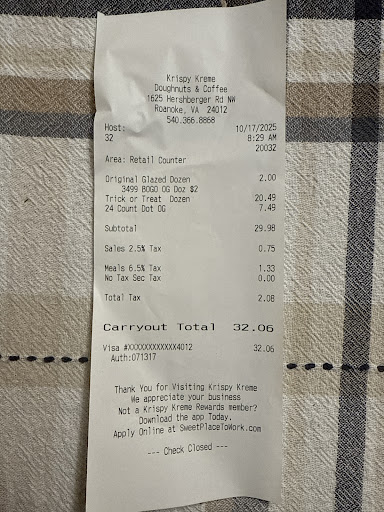 Krispy Kreme
Doughnuts & Coffee
1625 Hershberger Rd NW
Roanoke, VA 24012
540.366.8868
Host: 10/17/2025
32 8:29 AM
20032
Area: Retail Counter
Original Glazed Dozen 2.00
3499 BOGO OG Doz $2
Trick or Treat Dozen 20.49
24 Count Dot OG 7.49
Subtotal 29.98
Sales 2.5% Tax 0.75
Meals 6.5% Tax 1.33
No Tax Sec Tax 0.00
Total Tax 2.08
Carryout Total 32.06
Visa #XXXXXXXXXXXX4012 32.06
Auth:071317
Thank You for Visiting Krispy Kreme
We appreciate your business
Not a Krispy Kreme Rewards member?
Download the app Today.
Apply Online at SweetPlaceToWork.com
--- Check Closed ---